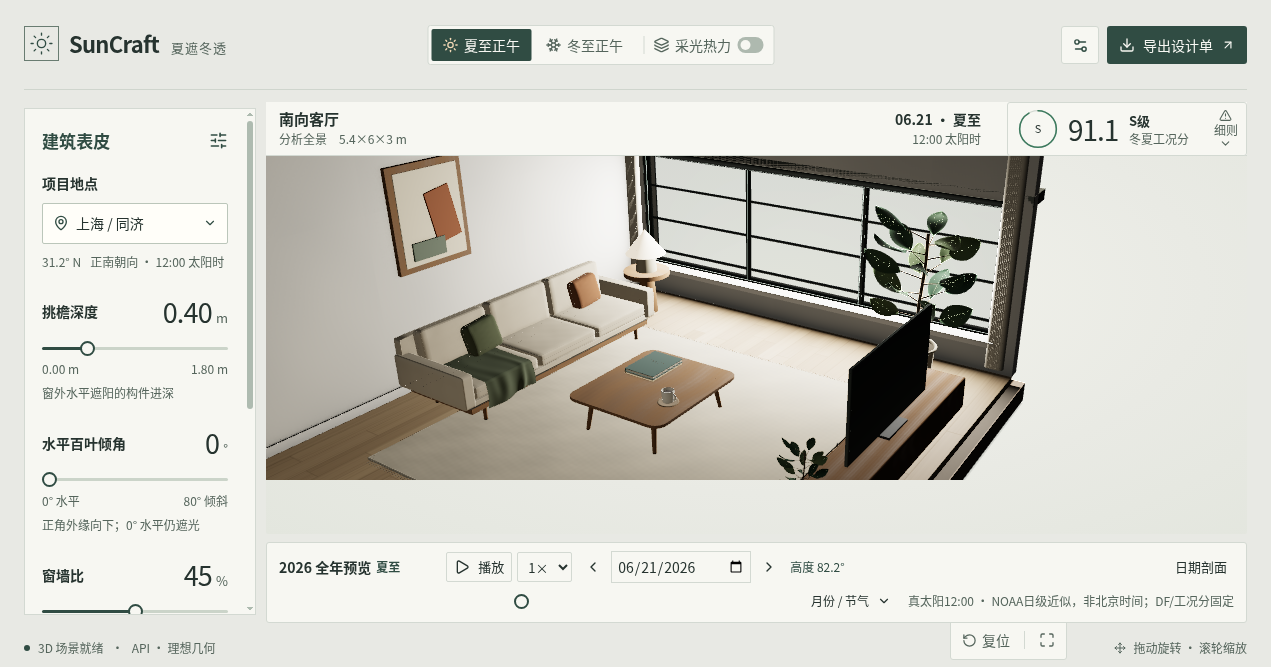 SunCraft 夏遮冬透
夏至正午 冬至正午 采光热力
导出设计单
建筑表皮
项目地点
上海 / 同济
31.2° N 正南朝向 · 12:00 太阳时
挑檐深度 0.40 m
0.00 m 1.80 m
窗外水平遮阳的构件进深
水平百叶倾角 0 °
0° 水平 80° 倾斜
正角外缘向下；0° 水平仍遮光
窗墙比 45 %
南向客厅
分析全景 5.4×6×3 m
06.21 · 夏至
12:00 太阳时
S 91.1 S级
冬夏工况分
细则
2026 全年预览 夏至 播放 1× 06/21/2026 高度 82.2° 日期剖面
月份 / 节气 真太阳12:00 · NOAA日级近似，非北京时间；DF/工况分固定
3D 场景就绪 · API · 理想几何
复位
拖动旋转 · 滚轮缩放